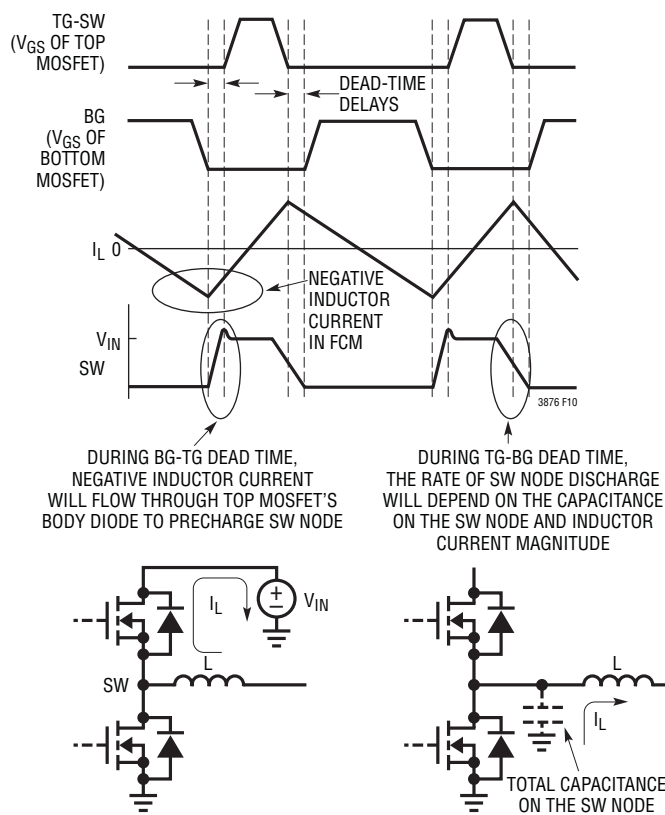 TG-SW
(VGS OF TOP
MOSFET)
DEAD-TIME
DELAYS
BG
(VGS OF
BOTTOM
MOSFET)
IL 0
NEGATIVE
INDUCTOR
CURRENT
IN FCM
VIN
SW
3876 F10
DURING BG-TG DEAD TIME,
NEGATIVE INDUCTOR CURRENT
WILL FLOW THROUGH TOP MOSFET'S
BODY DIODE TO PRECHARGE SW NODE
DURING TG-BG DEAD TIME,
THE RATE OF SW NODE DISCHARGE
WILL DEPEND ON THE CAPACITANCE
ON THE SW NODE AND INDUCTOR
CURRENT MAGNITUDE
IL
+
–
VIN
L
SW
L
IL
TOTAL CAPACITANCE
ON THE SW NODE